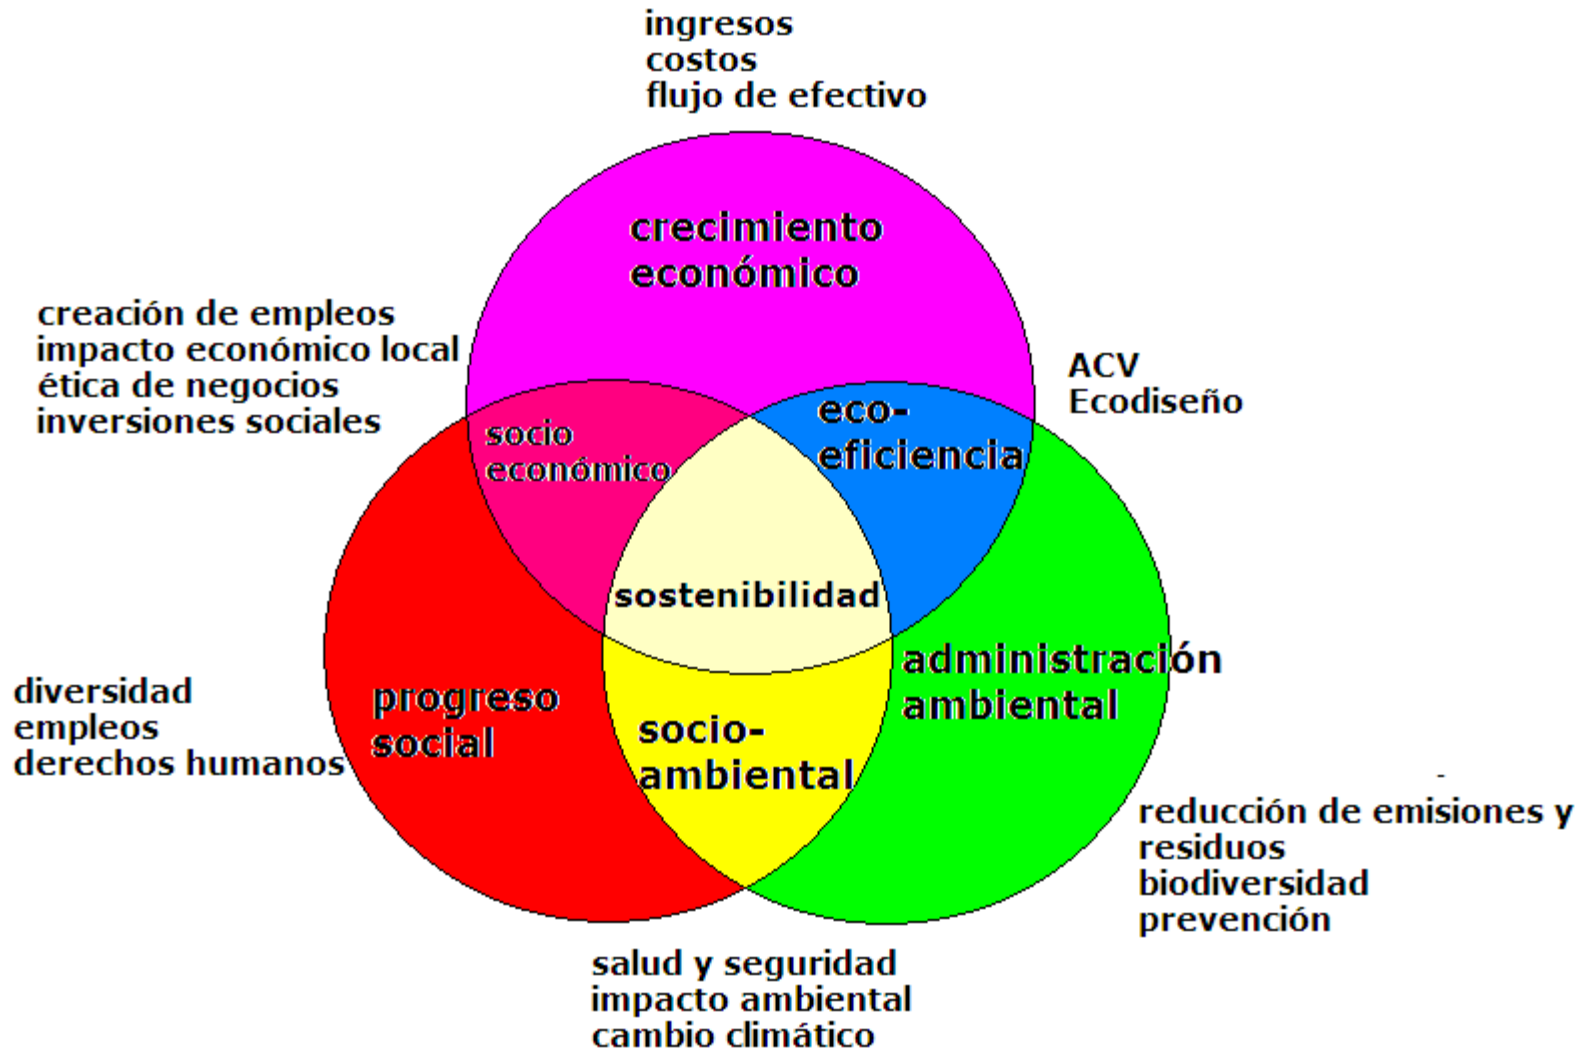 ingresos
costos
flujo de efectivo
crecimiento
económico
creación de empleos
impacto económico local
ética de negocios
inversiones sociales
ACV
Ecodiseño
socio
económico
eco-
eficiencia
sostenibilidad
administración
ambiental
progreso
social
diversidad
empleos
derechos humanos
socio-
ambiental
reducción de emisiones y
residuos
biodiversidad
prevención
salud y seguridad
impacto ambiental
cambio climático